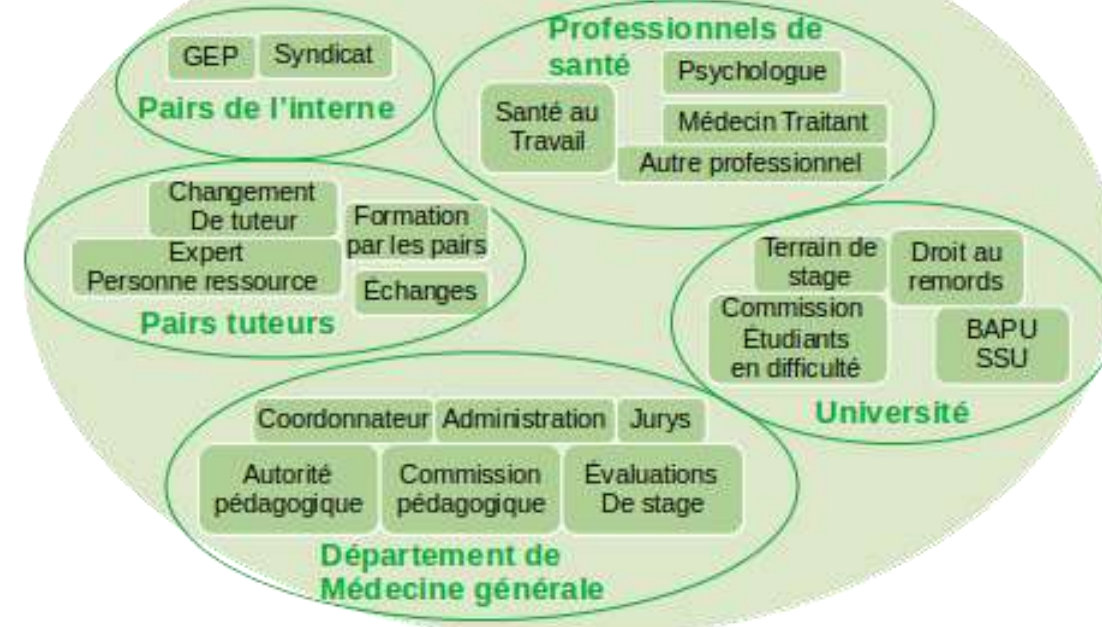 GEP
Syndicat
Pairs de l'interne
Professionnels de
santé
Psychologue
Santé au
Travail
Médecin Traitant
Autre professionnel
Changement
De tuteur
Formation
par les pairs
Expert
Personne ressource
Échanges
Pairs tuteurs
Terrain de
stage
Droit au
remords
Commission
Étudiants
en difficulté
BAPU
SSU
Université
Coordonnateur
Administration
Jurys
Autorité
pédagogique
Commission
pédagogique
Évaluations
De stage
Département de
Médecine générale